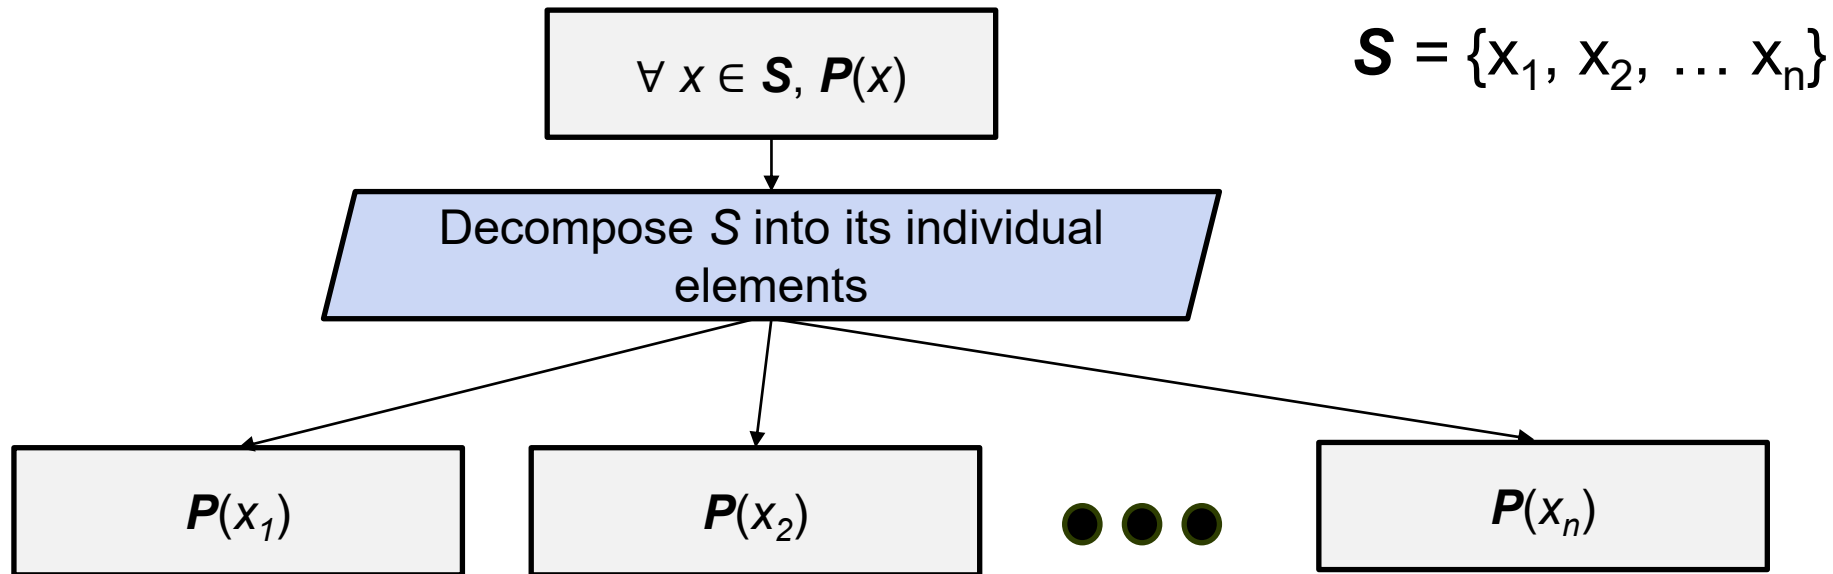 ∀ x ∈ S, P(x)
S = {x₁, x₂, … xₙ}
Decompose S into its individual
elements
P(x₁)
P(x₂)
P(xₙ)